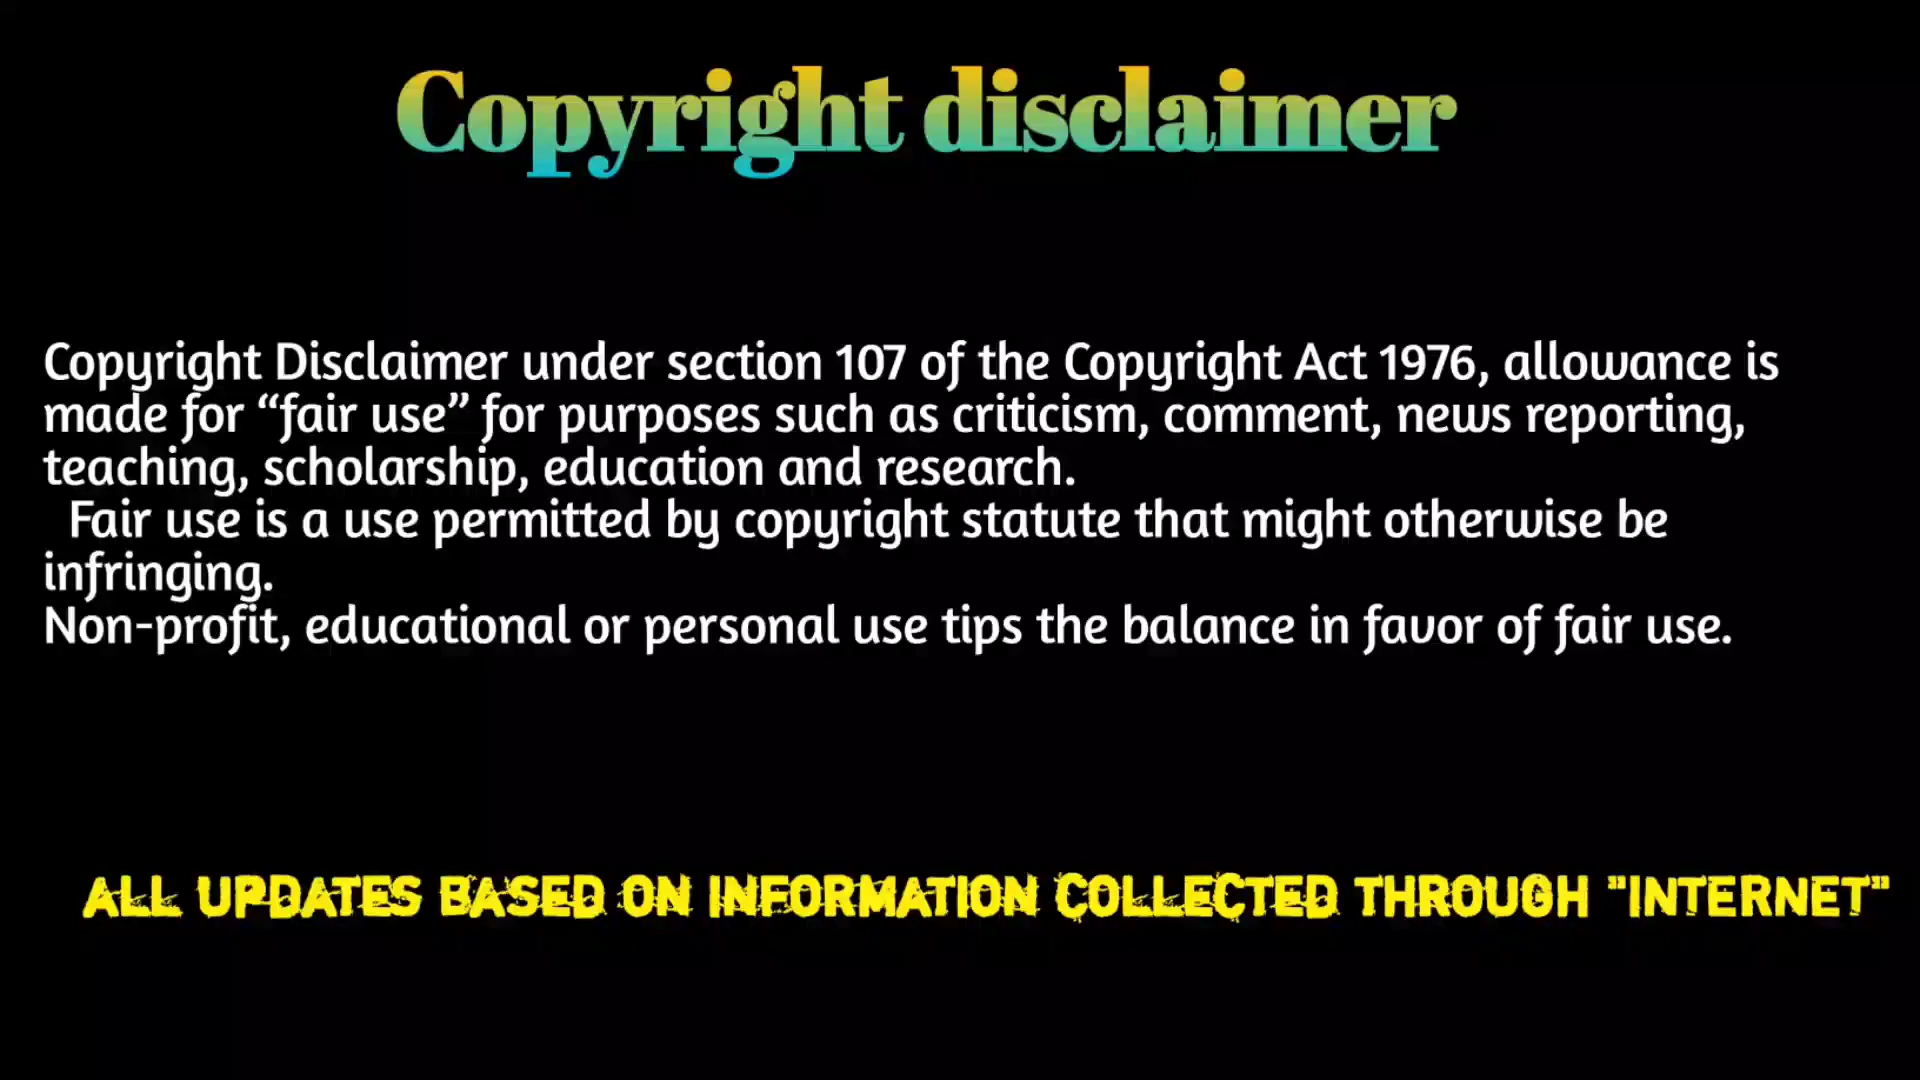 Copyright disclaimer
Copyright Disclaimer under section 107 of the Copyright Act 1976, allowance is
made for “fair use” for purposes such as criticism, comment, news reporting,
teaching, scholarship, education and research.
Fair use is a use permitted by copyright statute that might otherwise be
infringing.
Non-profit, educational or personal use tips the balance in favor of fair use.
ALL UPDATES BASED ON INFORMATION COLLECTED THROUGH "INTERNET"